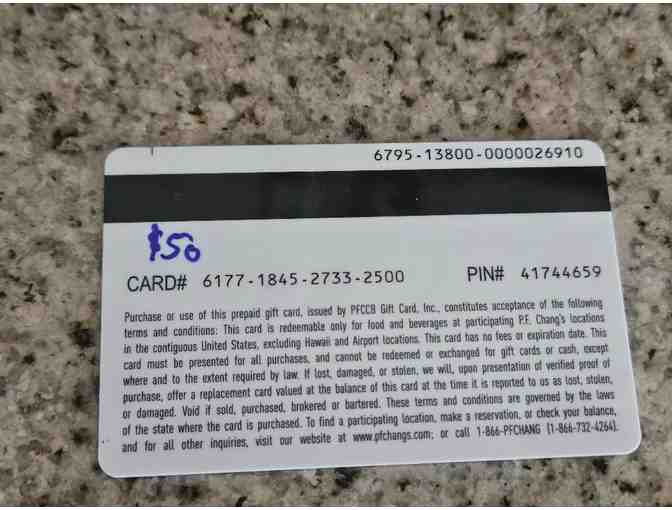 6795-13800-0000026910
$50
CARD# 6177-1845-2733-2500 PIN# 41744659
Purchase or use of this prepaid gift card, issued by PFCCB Gift Card, Inc., constitutes acceptance of the following
terms and conditions: This card is redeemable only for food and beverages at participating P.F. Chang's locations
in the contiguous United States, excluding Hawaii and Airport locations. This card has no fees or expiration date. This
card must be presented for all purchases, and cannot be redeemed or exchanged for gift cards or cash, except
where and to the extent required by law. If lost, damaged, or stolen, we will, upon presentation of verified proof of
purchase, offer a replacement card valued at the balance of this card at the time it is reported to us as lost, stolen,
or damaged. Void if sold, purchased, brokered or bartered. These terms and conditions are governed by the laws
of the state where the card is purchased. To find a participating location, make a reservation, or check your balance,
and for all other inquiries, visit our website at www.pfchangs.com; or call 1-866-PFCHANG (1-866-732-4264).